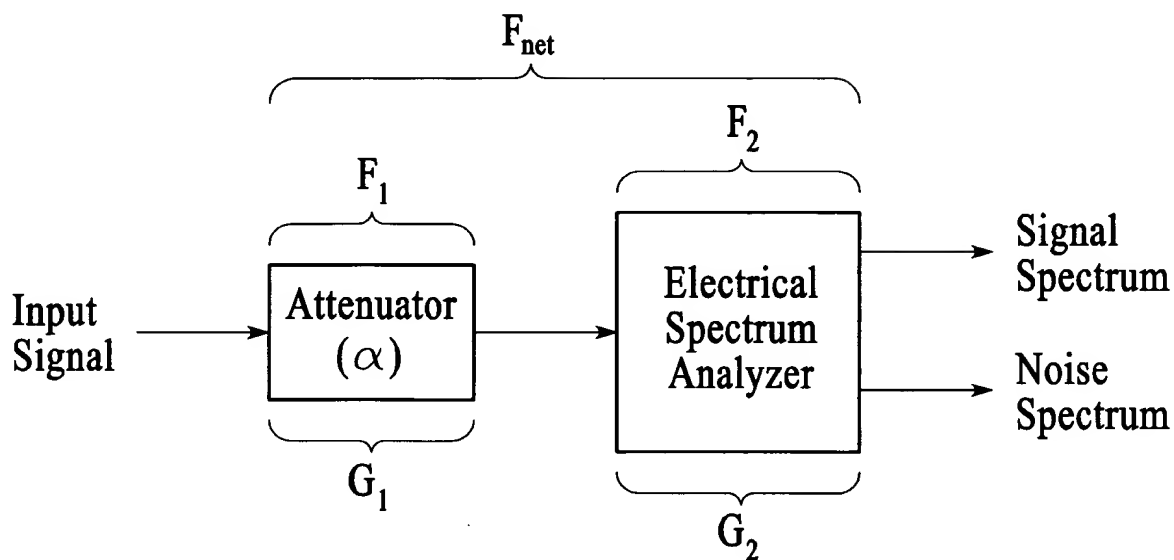 F_net
F_2
F_1
Input
Signal
Attenuator
(α)
Electrical
Spectrum
Analyzer
Signal
Spectrum
Noise
Spectrum
G_1
G_2